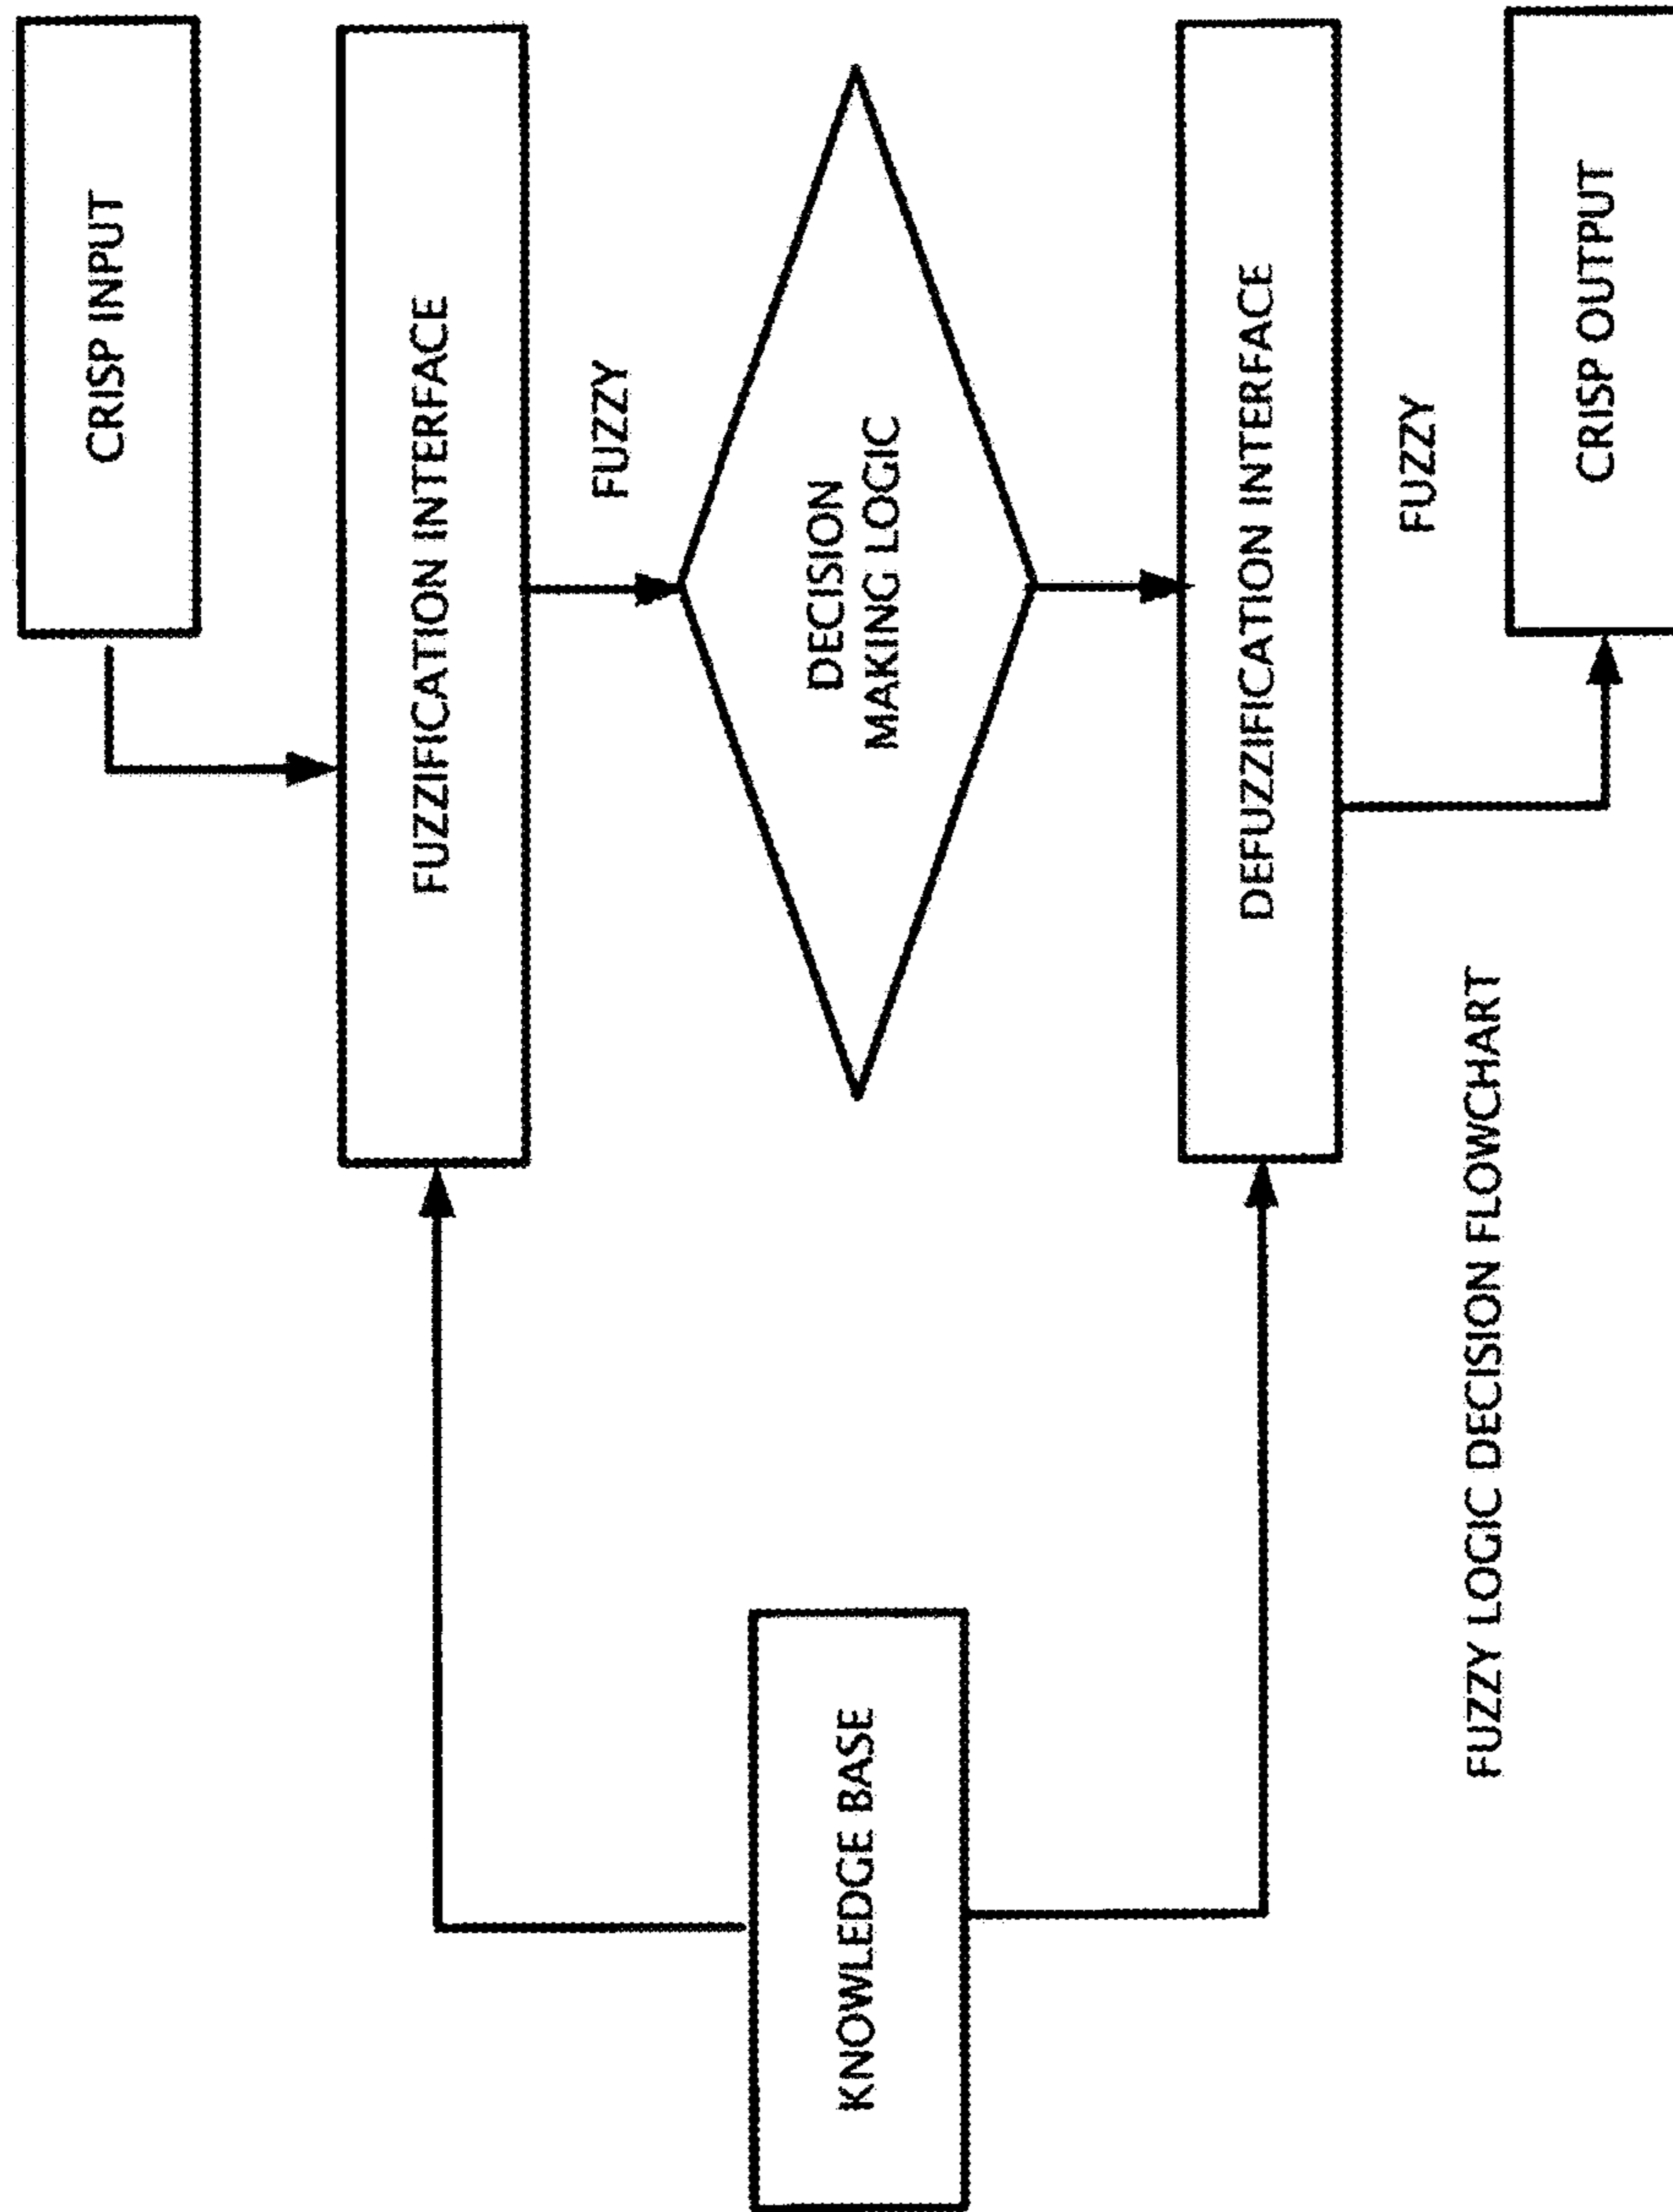 CRISP INPUT
FUZZIFICATION INTERFACE
FUZZY
DECISION
MAKING LOGIC
KNOWLEDGE BASE
DEFUZZIFICATION INTERFACE
FUZZY
FUZZY LOGIC DECISION FLOWCHART
CRISP OUTPUT